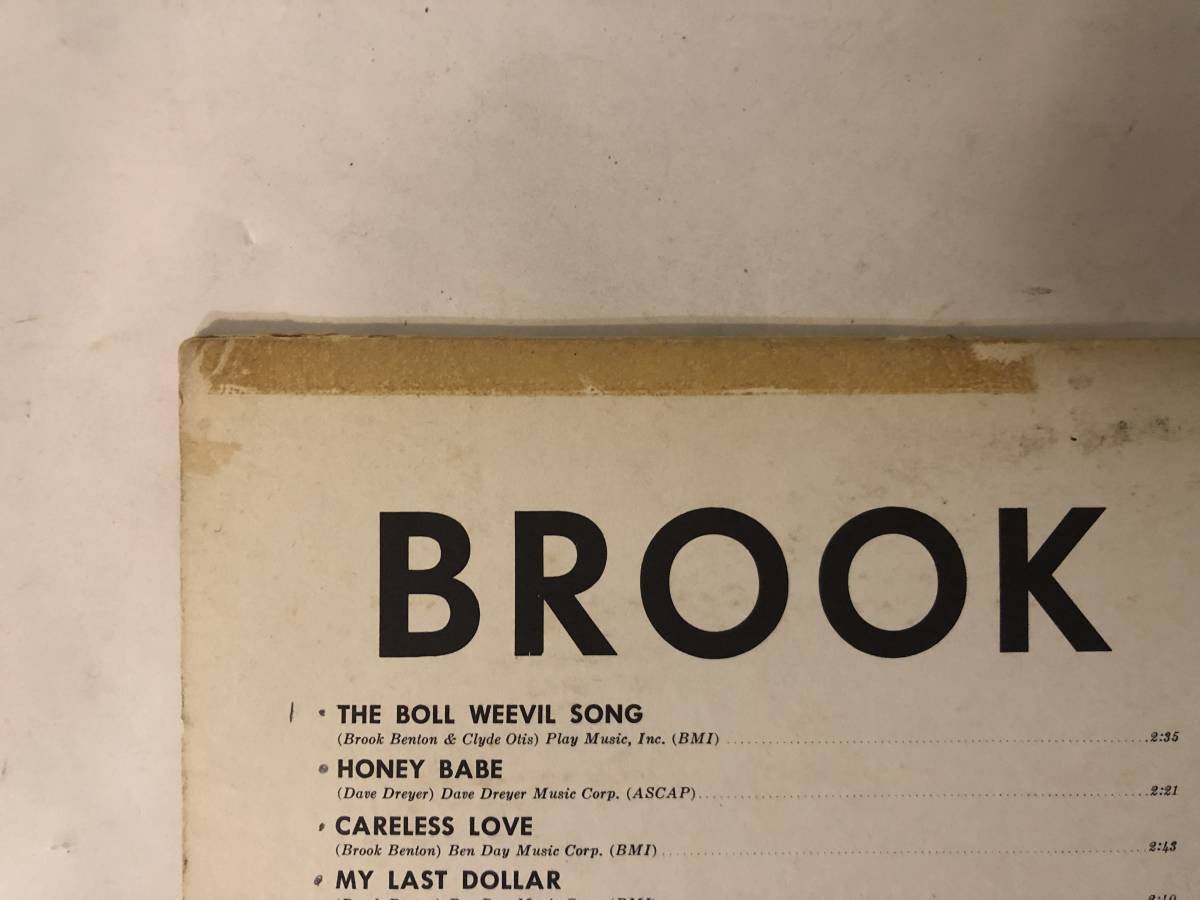 BROOK
THE BOLL WEEVIL SONG
(Brook Benton & Clyde Otis) Play Music, Inc. (BMI) 2:35
HONEY BABE
(Dave Dreyer) Dave Dreyer Music Corp. (ASCAP) 2:21
CARELESS LOVE
(Brook Benton) Ben Day Music Corp. (BMI) 2:43
MY LAST DOLLAR